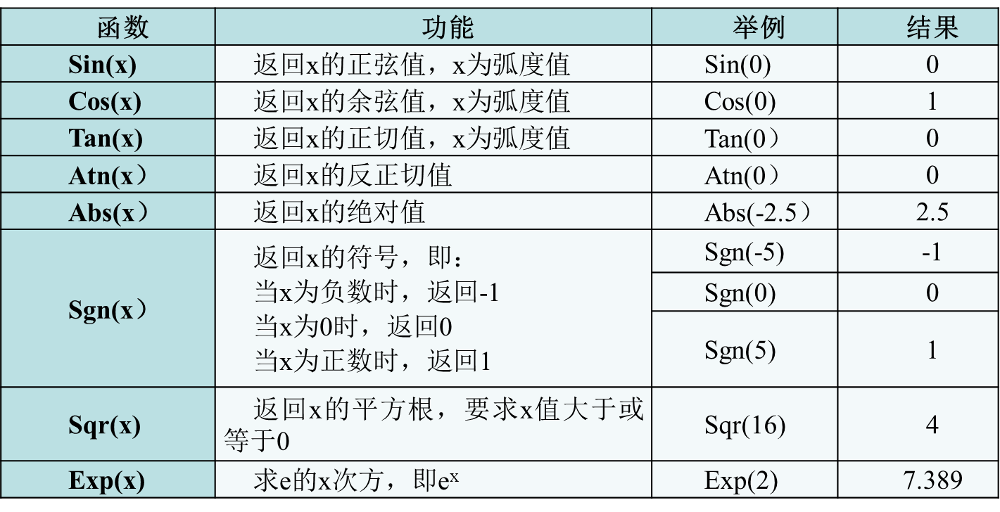 函数 功能 举例 结果
Sin(x) 返回x的正弦值，x为弧度值 Sin(0) 0
Cos(x) 返回x的余弦值，x为弧度值 Cos(0) 1
Tan(x) 返回x的正切值，x为弧度值 Tan(0） 0
Atn(x） 返回x的反正切值 Atn(0） 0
Abs(x） 返回x的绝对值 Abs(-2.5） 2.5
Sgn(x）
返回x的符号，即：
当x为负数时，返回-1
当x为0时，返回0
当x为正数时，返回1
Sgn(-5) -1
Sgn(0) 0
Sgn(5) 1
Sqr(x)
返回x的平方根，要求x值大于或
等于0
Sqr(16) 4
Exp(x) 求e的x次方，即eˣ Exp(2) 7.389